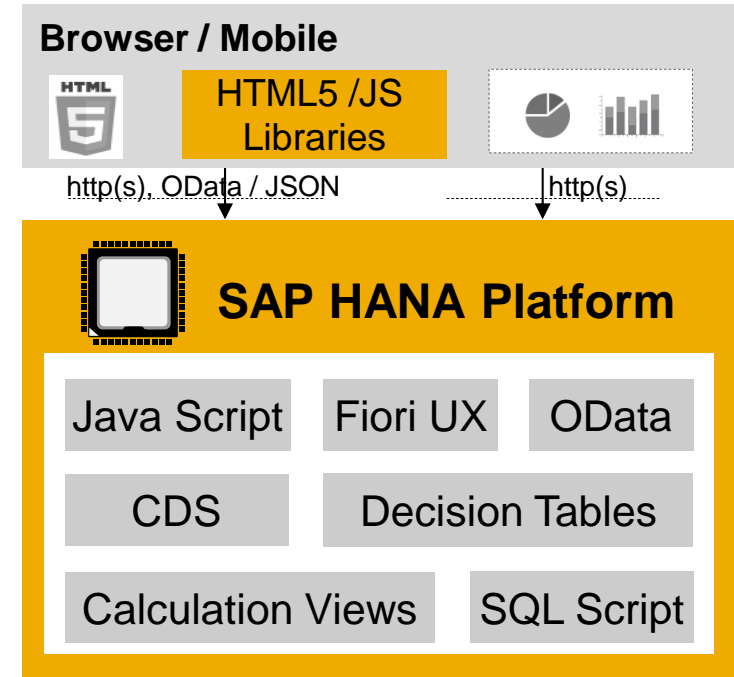 Browser / Mobile
HTML
HTML5 /JS
Libraries
http(s), OData / JSON
http(s)
SAP HANA Platform
Java Script
Fiori UX
OData
CDS
Decision Tables
Calculation Views
SQL Script